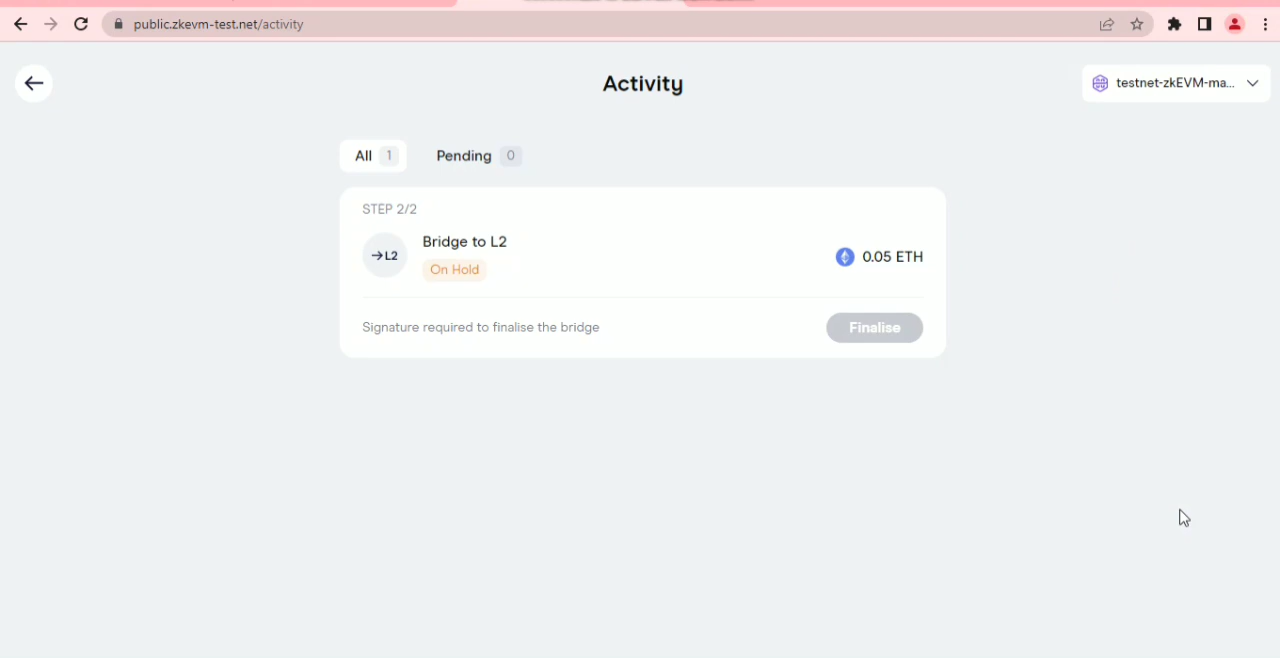 public.zkevm-test.net/activity
Activity
testnet-zkEVM-ma...
All 1
Pending 0
STEP 2/2
→L2
Bridge to L2
On Hold
0.05 ETH
Signature required to finalise the bridge
Finalise